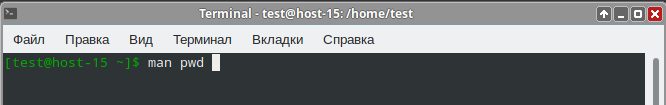 Terminal - test@host-15: /home/test
Файл Правка Вид Терминал Вкладки Справка
[test@host-15 ~]$ man pwd